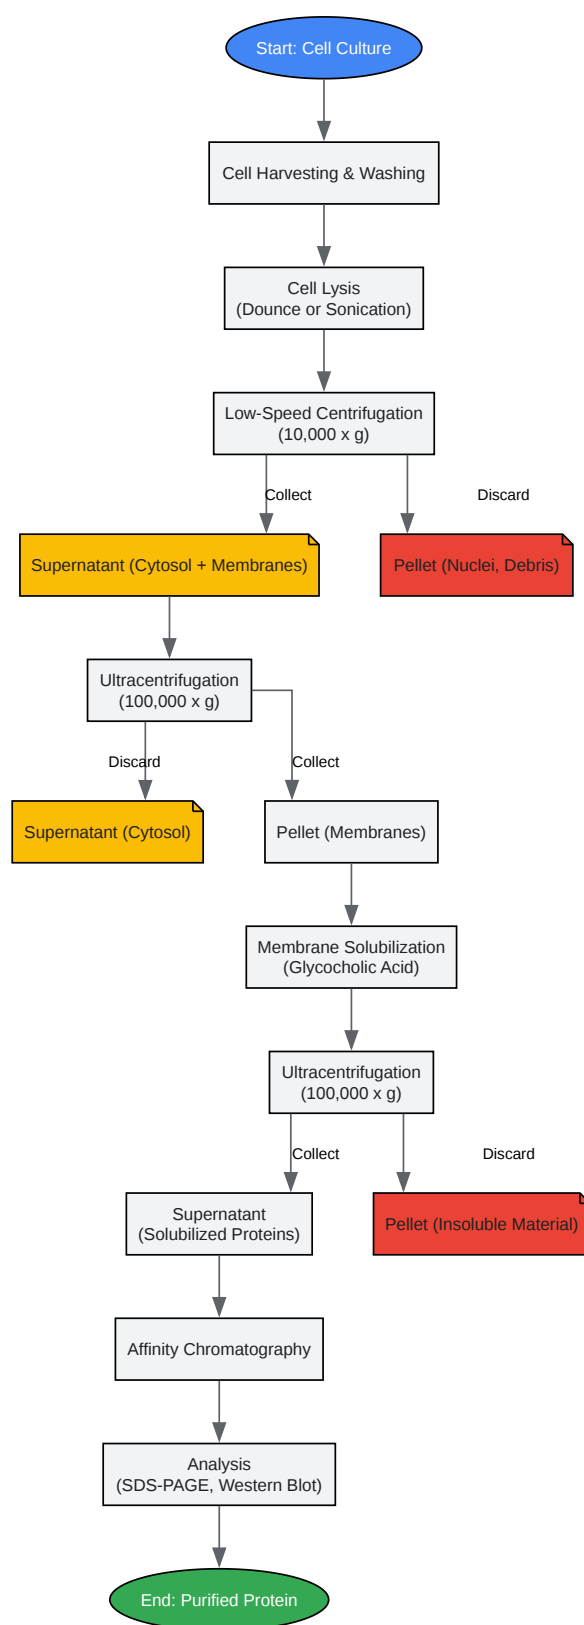 Start: Cell Culture
Cell Harvesting & Washing
Cell Lysis
(Dounce or Sonication)
Low-Speed Centrifugation
(10,000 x g)
Collect
Discard
Supernatant (Cytosol + Membranes)
Pellet (Nuclei, Debris)
Ultracentrifugation
(100,000 x g)
Discard
Collect
Supernatant (Cytosol)
Pellet (Membranes)
Membrane Solubilization
(Glycocholic Acid)
Ultracentrifugation
(100,000 x g)
Collect
Discard
Supernatant
(Solubilized Proteins)
Pellet (Insoluble Material)
Affinity Chromatography
Analysis
(SDS-PAGE, Western Blot)
End: Purified Protein